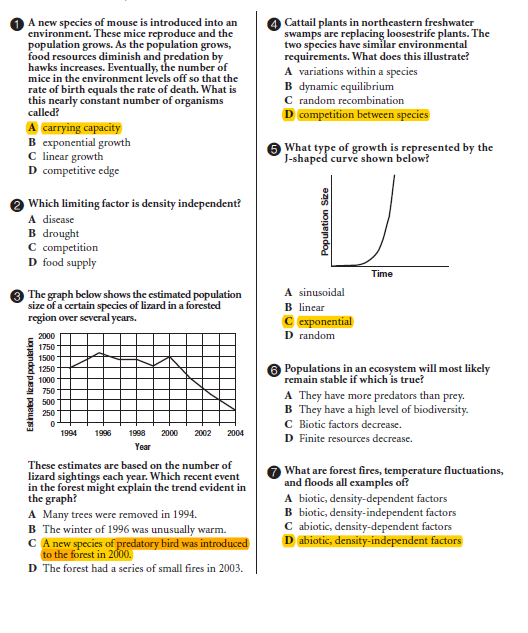 1 A new species of mouse is introduced into an
environment. These mice reproduce and the
population grows. As the population grows,
food resources diminish and predation by
hawks increases. Eventually, the number of
mice in the environment levels off so that the
rate of birth equals the rate of death. What is
this nearly constant number of organisms
called?
A carrying capacity
B exponential growth
C linear growth
D competitive edge
2 Which limiting factor is density independent?
A disease
B drought
C competition
D food supply
3 The graph below shows the estimated population
size of a certain species of lizard in a forested
region over several years.
Estimated lizard population
2000
1750
1500
1250
1000
750
500
250
0
1994 1996 1998 2000 2002 2004
Year
These estimates are based on the number of
lizard sightings each year. Which recent event
in the forest might explain the trend evident in
the graph?
A Many trees were removed in 1994.
B The winter of 1996 was unusually warm.
C A new species of predatory bird was introduced
to the forest in 2000.
D The forest had a series of small fires in 2003.
4 Cattail plants in northeastern freshwater
swamps are replacing loosestrife plants. The
two species have similar environmental
requirements. What does this illustrate?
A variations within a species
B dynamic equilibrium
C random recombination
D competition between species
5 What type of growth is represented by the
J-shaped curve shown below?
Population Size
Time
A sinusoidal
B linear
C exponential
D random
6 Populations in an ecosystem will most likely
remain stable if which is true?
A They have more predators than prey.
B They have a high level of biodiversity.
C Biotic factors decrease.
D Finite resources decrease.
7 What are forest fires, temperature fluctuations,
and floods all examples of?
A biotic, density-dependent factors
B biotic, density-independent factors
C abiotic, density-dependent factors
D abiotic, density-independent factors